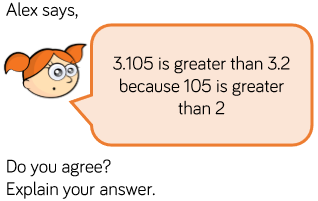 Alex says,
3.105 is greater than 3.2
because 105 is greater
than 2
Do you agree?
Explain your answer.